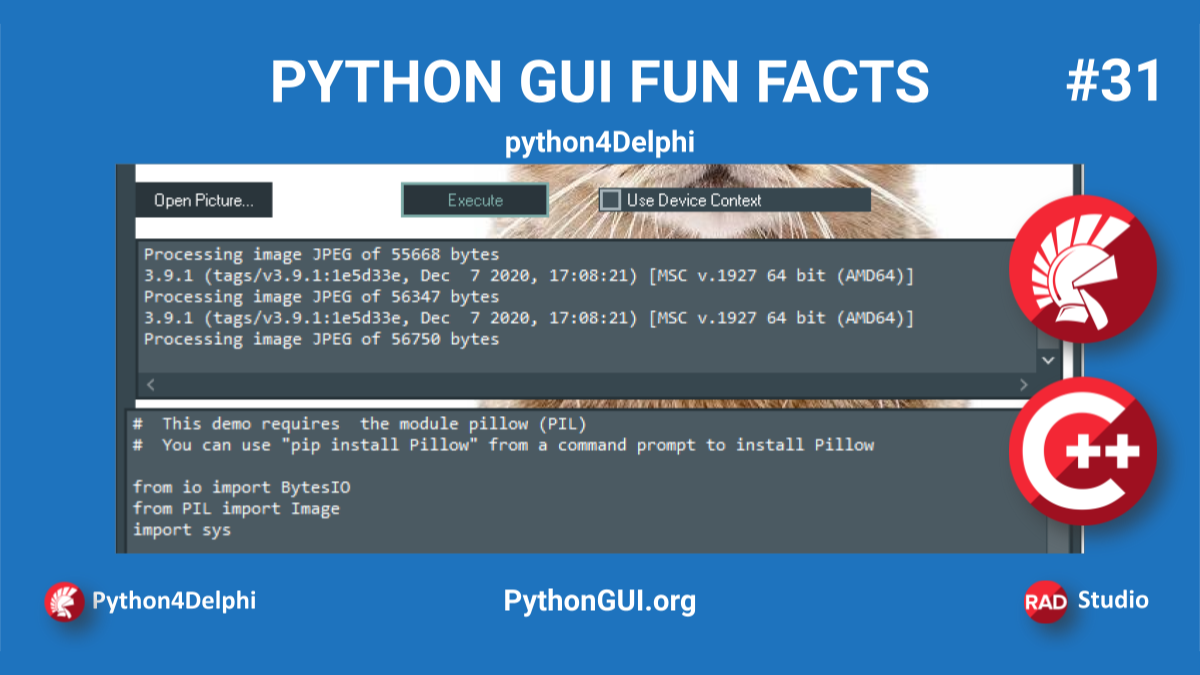 PYTHON GUI FUN FACTS
#31
python4Delphi
Open Picture...
Execute
Use Device Context
Processing image JPEG of 55668 bytes
3.9.1 (tags/v3.9.1:1e5d33e, Dec  7 2020, 17:08:21) [MSC v.1927 64 bit (AMD64)]
Processing image JPEG of 56347 bytes
3.9.1 (tags/v3.9.1:1e5d33e, Dec  7 2020, 17:08:21) [MSC v.1927 64 bit (AMD64)]
Processing image JPEG of 56750 bytes
#  This demo requires  the module pillow (PIL)
#  You can use "pip install Pillow" from a command prompt to install Pillow
from io import BytesIO
from PIL import Image
import sys
C++
Python4Delphi
PythonGUI.org
RAD Studio